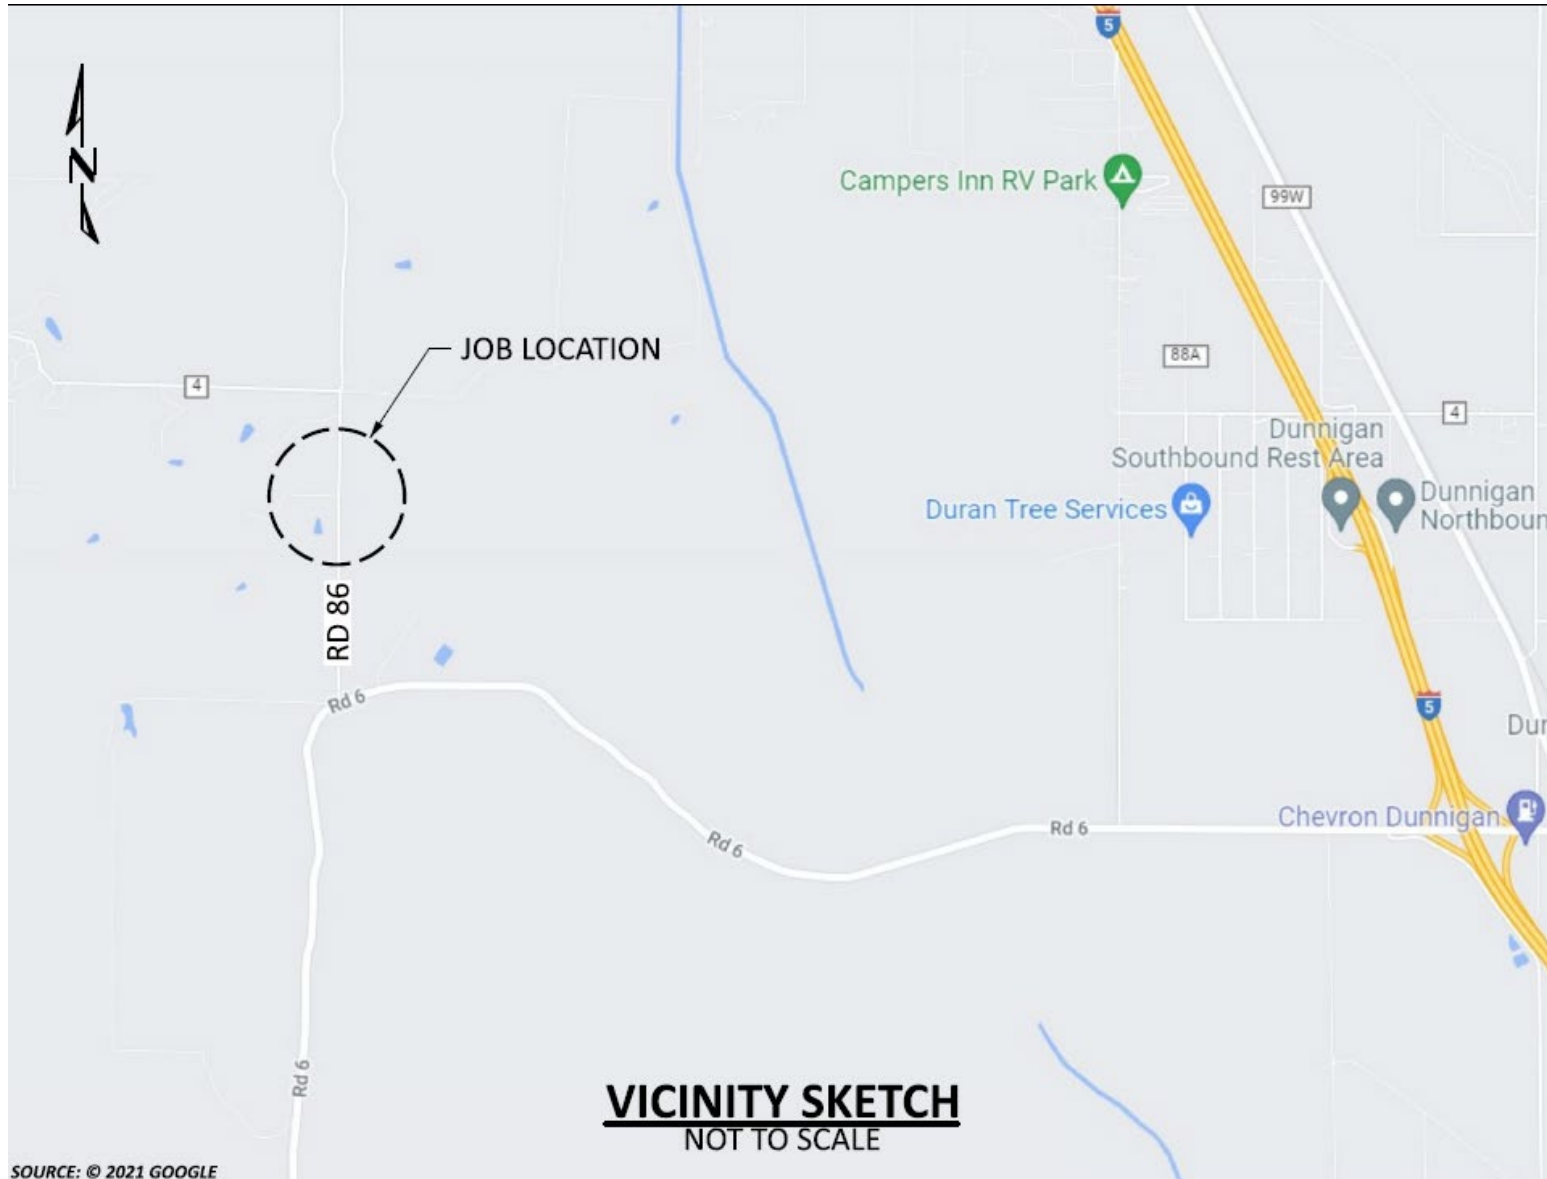 5
N
Campers Inn RV Park
99W
JOB LOCATION
88A
4
4
Dunnigan
Southbound Rest Area
Duran Tree Services
Dunnigan
Northboun
RD 86
Rd 6
5
Dur
Chevron Dunnigan
Rd 6
Rd 6
Rd 6
VICINITY SKETCH
NOT TO SCALE
SOURCE: © 2021 GOOGLE